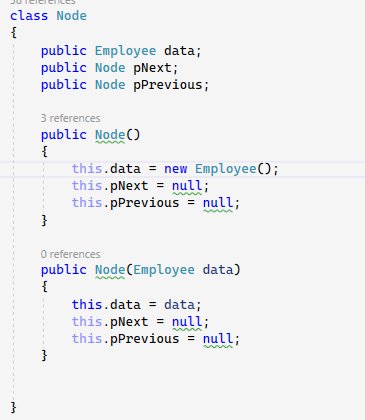 38 references
class Node
{
public Employee data;
public Node pNext;
public Node pPrevious;
3 references
public Node()
{
this.data = new Employee();
this.pNext = null;
this.pPrevious = null;
}
0 references
public Node(Employee data)
{
this.data = data;
this.pNext = null;
this.pPrevious = null;
}
}